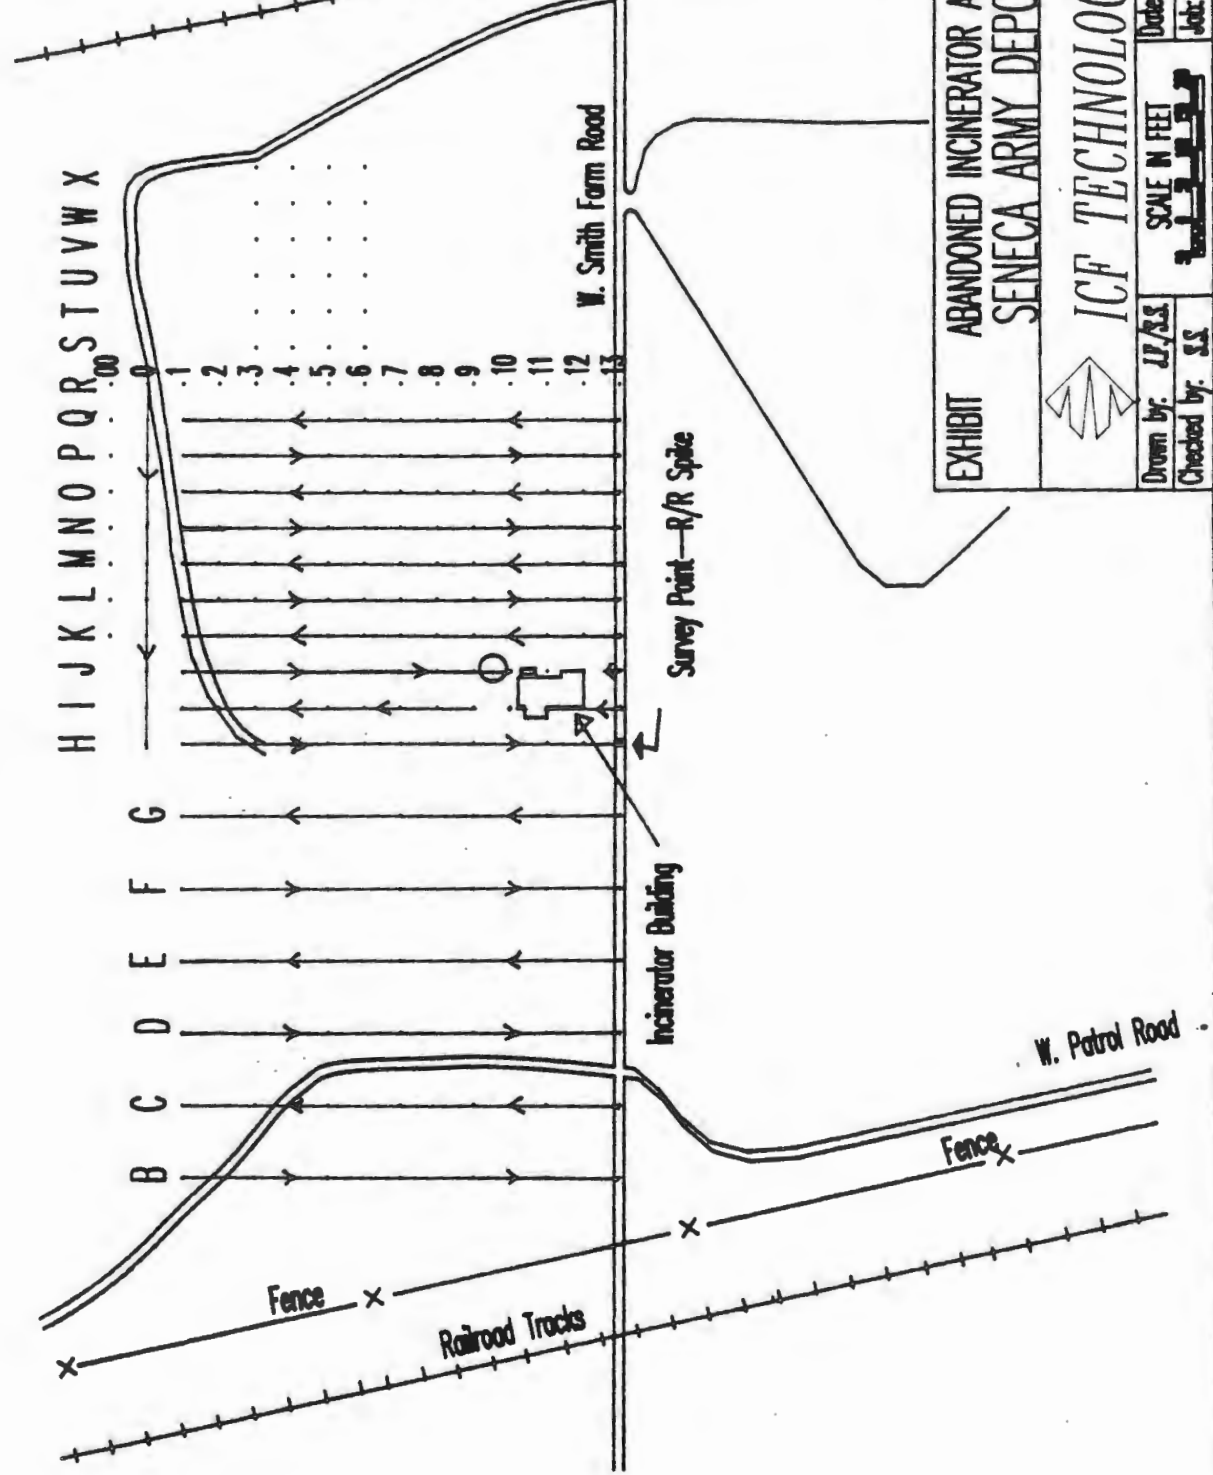 H I J K L M N O P Q R S T U V W X
B C D E F G
00
0
1
2
3
4
5
6
7
8
9
10
11
12
13
W. Smith Farm Road
Survey Point—R/R Spike
Incinerator Building
W. Patrol Road
Fence
Fence
Railroad Tracks
EXHIBIT ABANDONED INCINERATOR A
SENECA ARMY DEPO
ICF TECHNOLO
Drawn by: J.P./S.S.
Checked by: S.S.
SCALE IN FEET
Date
Job: